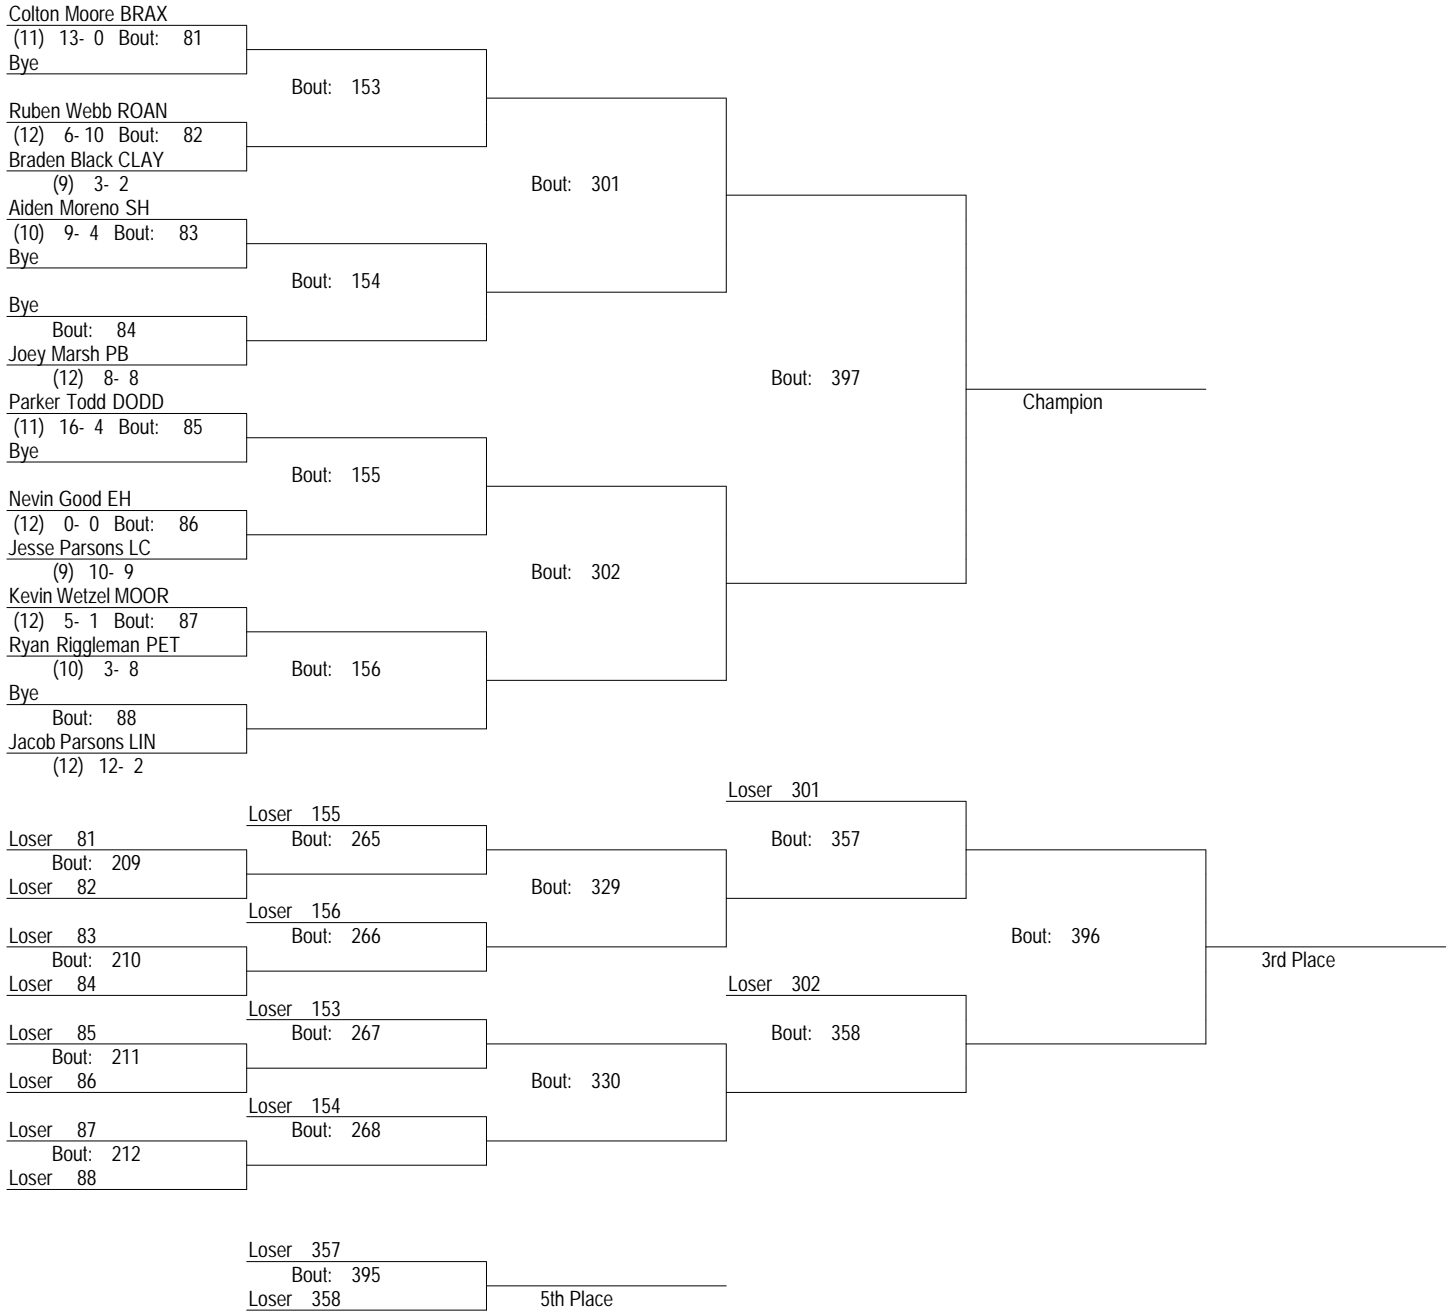 Colton Moore BRAX
(11) 13- 0 Bout: 81
Bye
Bout: 153
Ruben Webb ROAN
(12) 6- 10 Bout: 82
Braden Black CLAY
(9) 3- 2
Bout: 301
Aiden Moreno SH
(10) 9- 4 Bout: 83
Bye
Bout: 154
Bye
Bout: 84
Joey Marsh PB
(12) 8- 8
Bout: 397
Parker Todd DODD
Champion
(11) 16- 4 Bout: 85
Bye
Bout: 155
Nevin Good EH
(12) 0- 0 Bout: 86
Jesse Parsons LC
(9) 10- 9
Bout: 302
Kevin Wetzel MOOR
(12) 5- 1 Bout: 87
Ryan Riggleman PET
(10) 3- 8
Bout: 156
Bye
Bout: 88
Jacob Parsons LIN
(12) 12- 2
Loser 301
Loser 155
Loser 81
Bout: 265
Bout: 357
Bout: 209
Loser 82
Bout: 329
Loser 156
Loser 83
Bout: 266
Bout: 396
Bout: 210
3rd Place
Loser 84
Loser 302
Loser 153
Loser 85
Bout: 267
Bout: 358
Bout: 211
Loser 86
Bout: 330
Loser 154
Loser 87
Bout: 268
Bout: 212
Loser 88
Loser 357
Bout: 395
Loser 358
5th Place